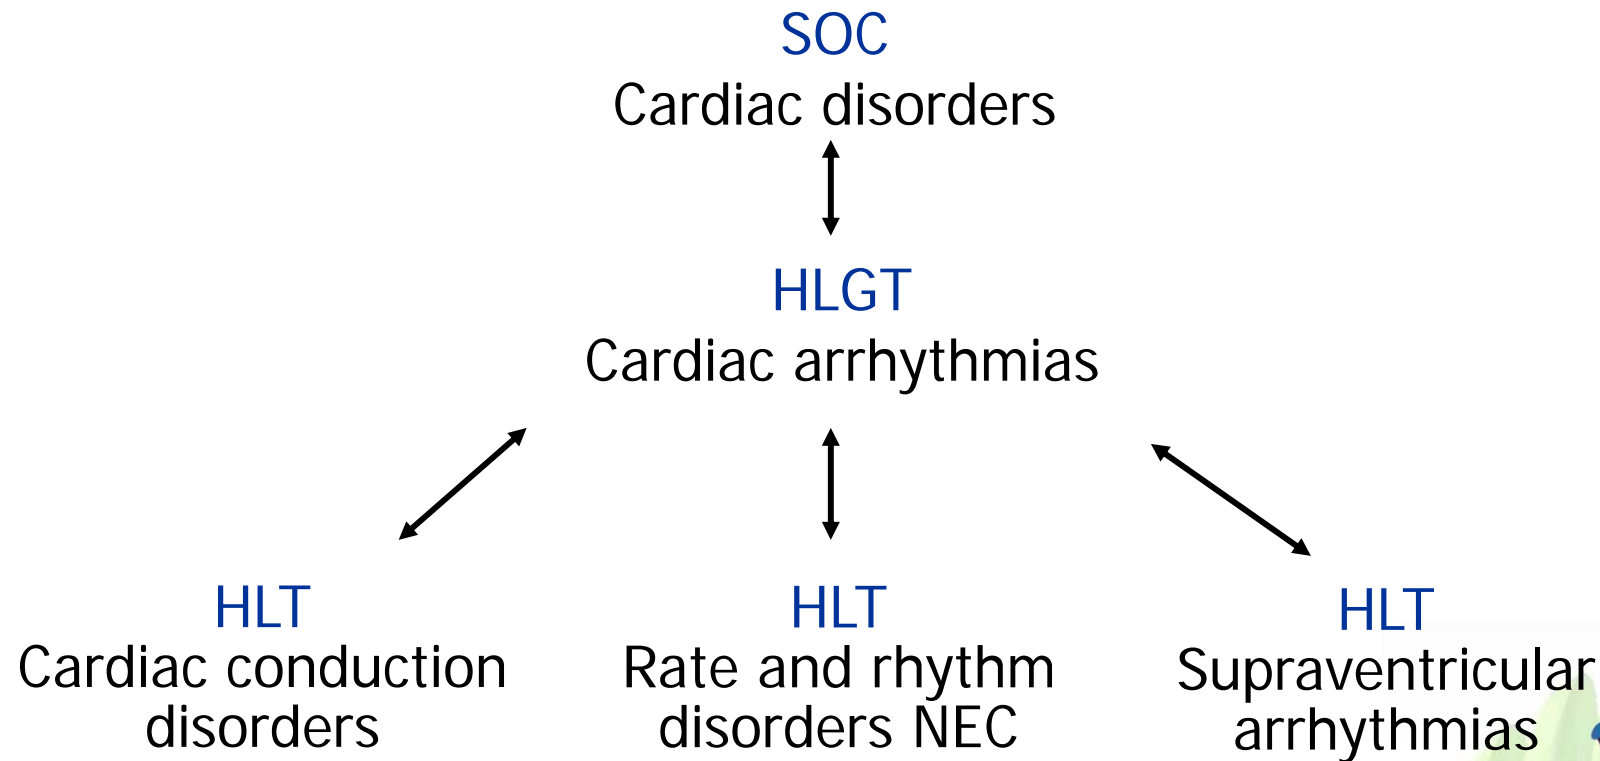 SOC
Cardiac disorders
HLGT
Cardiac arrhythmias
HLT
Cardiac conduction
disorders
HLT
Rate and rhythm
disorders NEC
HLT
Supraventricular
arrhythmias